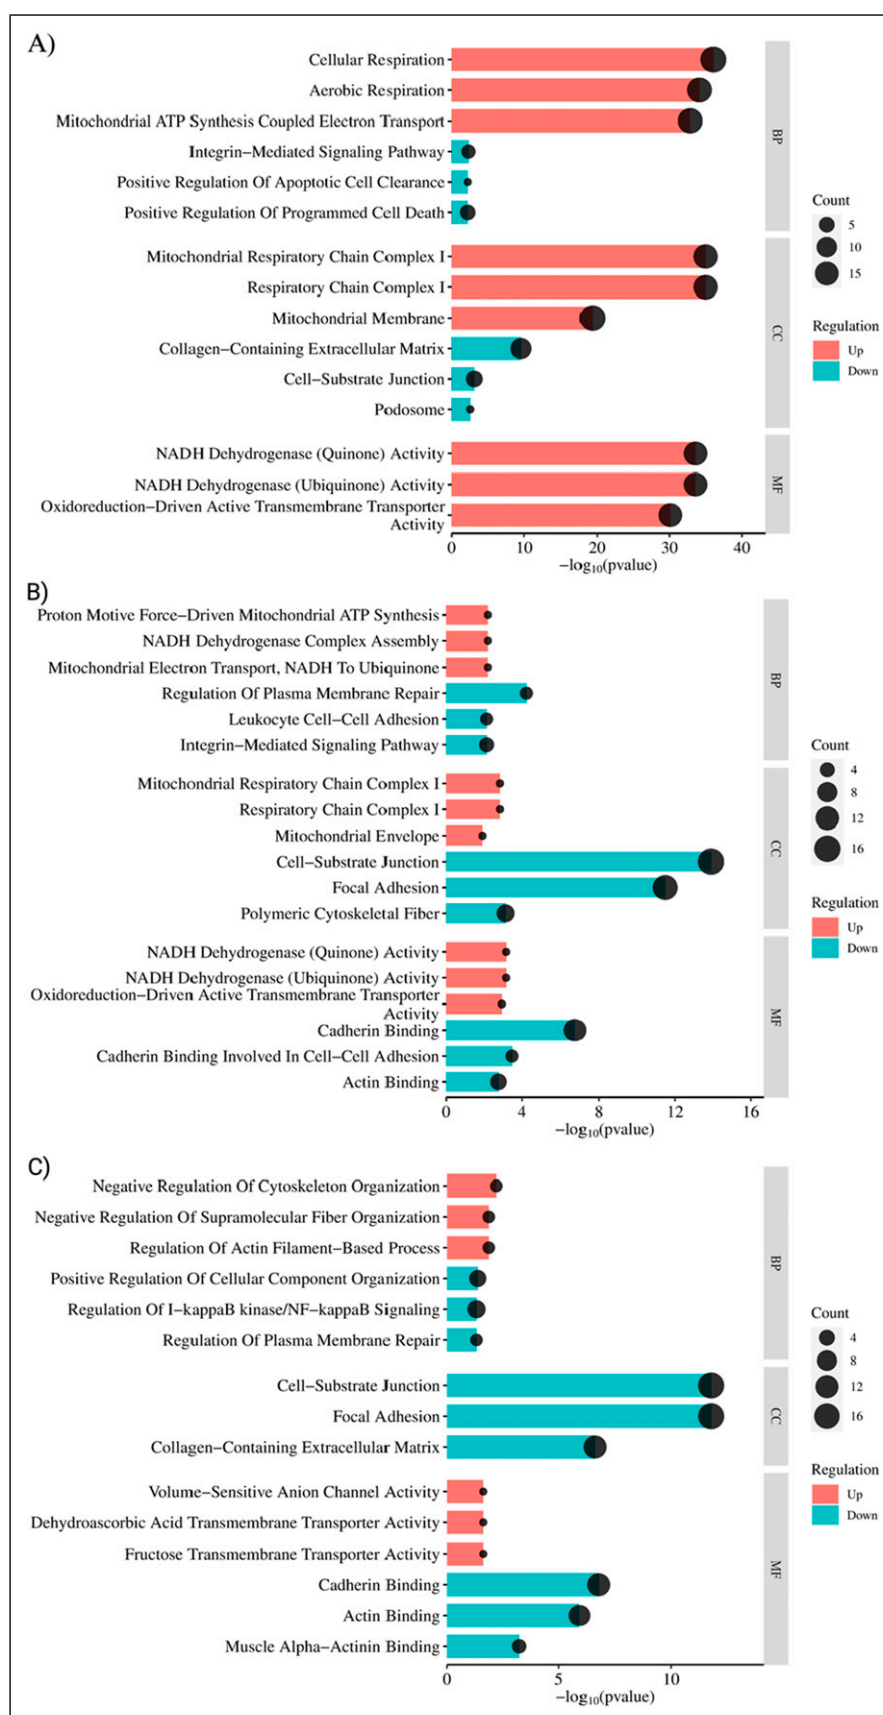 A)
Cellular Respiration
Aerobic Respiration
Mitochondrial ATP Synthesis Coupled Electron Transport
Integrin−Mediated Signaling Pathway
Positive Regulation Of Apoptotic Cell Clearance
Positive Regulation Of Programmed Cell Death
BP
Mitochondrial Respiratory Chain Complex I
Respiratory Chain Complex I
Mitochondrial Membrane
Collagen−Containing Extracellular Matrix
Cell−Substrate Junction
Podosome
CC
NADH Dehydrogenase (Quinone) Activity
NADH Dehydrogenase (Ubiquinone) Activity
Oxidoreduction−Driven Active Transmembrane Transporter
Activity
MF
0 10 20 30 40
−log10(pvalue)
Count
5
10
15
Regulation
Up
Down
B)
Proton Motive Force−Driven Mitochondrial ATP Synthesis
NADH Dehydrogenase Complex Assembly
Mitochondrial Electron Transport, NADH To Ubiquinone
Regulation Of Plasma Membrane Repair
Leukocyte Cell−Cell Adhesion
Integrin−Mediated Signaling Pathway
BP
Mitochondrial Respiratory Chain Complex I
Respiratory Chain Complex I
Mitochondrial Envelope
Cell−Substrate Junction
Focal Adhesion
Polymeric Cytoskeletal Fiber
CC
NADH Dehydrogenase (Quinone) Activity
NADH Dehydrogenase (Ubiquinone) Activity
Oxidoreduction−Driven Active Transmembrane Transporter
Activity
Cadherin Binding
Cadherin Binding Involved In Cell−Cell Adhesion
Actin Binding
MF
0 4 8 12 16
−log10(pvalue)
Count
4
8
12
16
Regulation
Up
Down
C)
Negative Regulation Of Cytoskeleton Organization
Negative Regulation Of Supramolecular Fiber Organization
Regulation Of Actin Filament−Based Process
Positive Regulation Of Cellular Component Organization
Regulation Of I−kappaB kinase/NF−kappaB Signaling
Regulation Of Plasma Membrane Repair
BP
Cell−Substrate Junction
Focal Adhesion
Collagen−Containing Extracellular Matrix
CC
Volume−Sensitive Anion Channel Activity
Dehydroascorbic Acid Transmembrane Transporter Activity
Fructose Transmembrane Transporter Activity
Cadherin Binding
Actin Binding
Muscle Alpha−Actinin Binding
MF
0 5 10
−log10(pvalue)
Count
4
8
12
16
Regulation
Up
Down